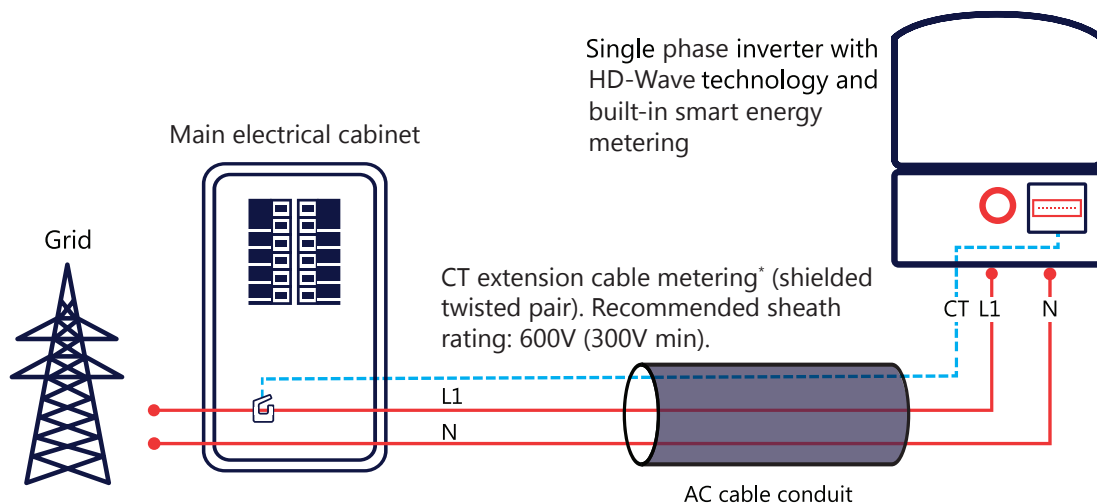 Single phase inverter with
HD-Wave technology and
built-in smart energy
metering
Main electrical cabinet
Grid
CT extension cable metering* (shielded
twisted pair). Recommended sheath
rating: 600V (300V min).
CT L1 N
L1
N
AC cable conduit